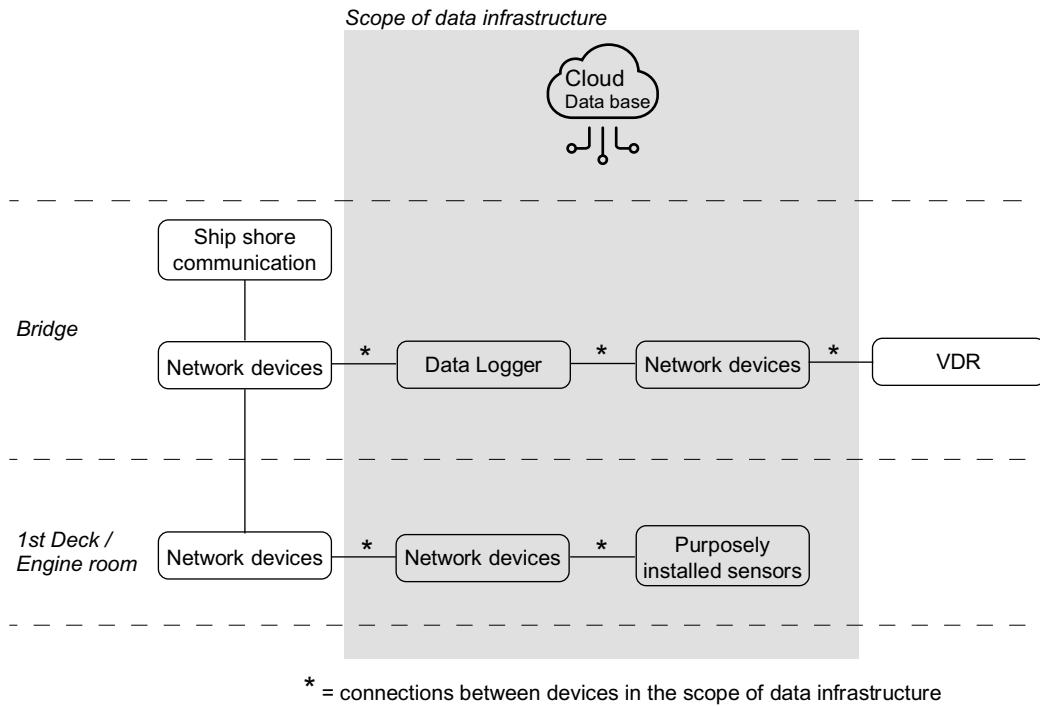 Scope of data infrastructure
Cloud
Data base
Ship shore
communication
Bridge
Network devices
*
Data Logger
*
Network devices
*
VDR
1st Deck /
Engine room
Network devices
*
Network devices
*
Purposely
installed sensors
* = connections between devices in the scope of data infrastructure